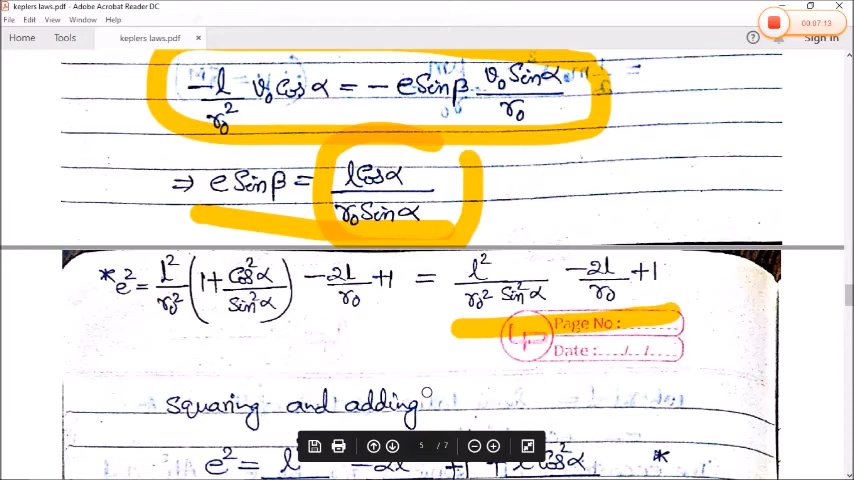 keplers laws.pdf - Adobe Acrobat Reader DC
File Edit View Window Help
00:07:13
Home Tools keplers laws.pdf × Sign In
-l/r₀² v₀ Cos α = - e Sin β v₀ Sin α / r₀
⇒ e Sin β = l Cos α / r₀ Sin α
* e² = l²/r₀² (1 + Cos²α/Sin²α) - 2l/r₀ + 1 = l²/r₀² Sin²α - 2l/r₀ + 1
Page No :
Date :
Squaring and adding
5 / 7
e² = l² - 2l + 1 + l Cos²α *